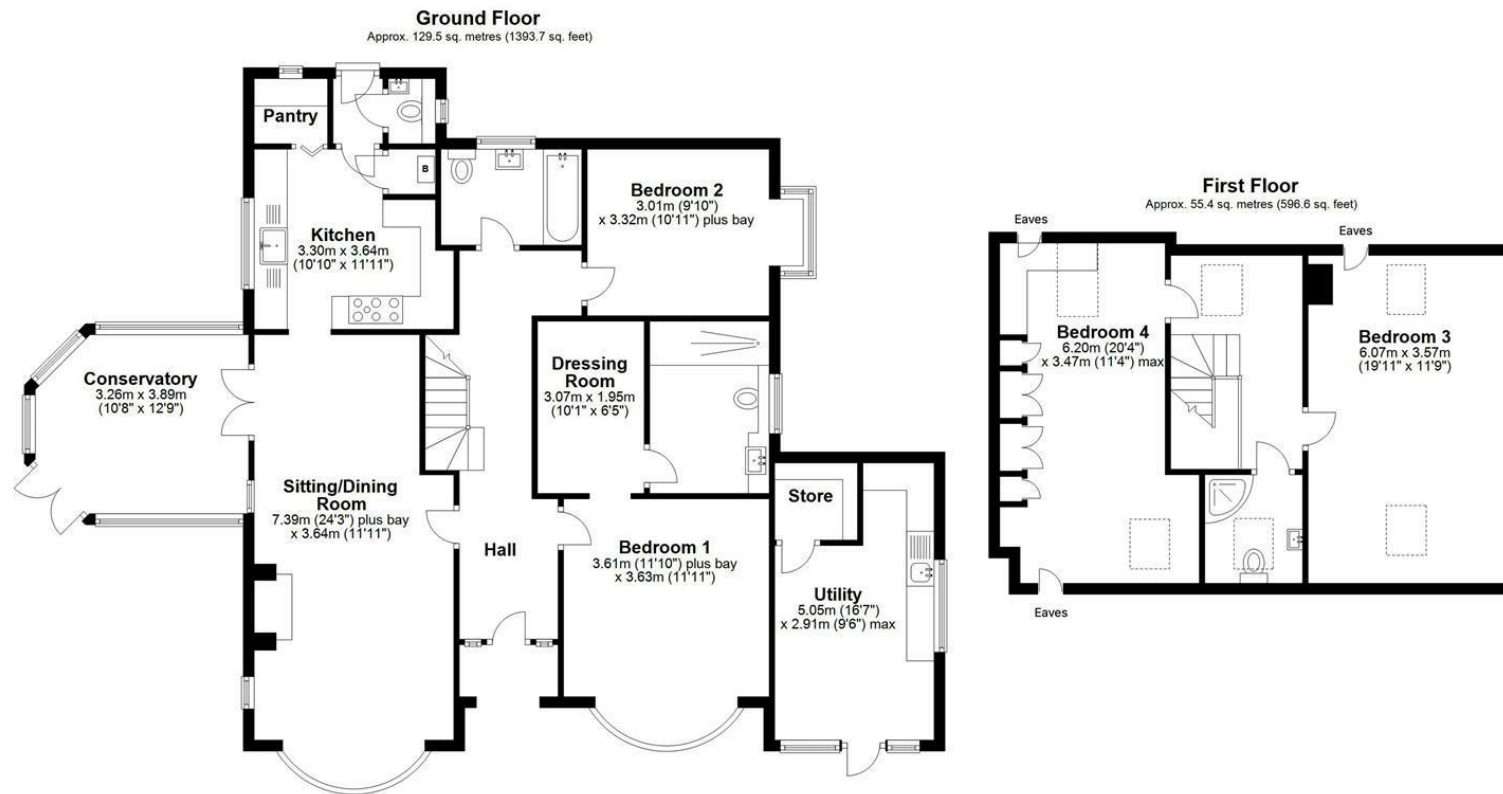 Ground Floor
Approx. 129.5 sq. metres (1393.7 sq. feet)
Pantry
B
Kitchen
3.30m x 3.64m
(10'10" x 11'11")
Bedroom 2
3.01m (9'10")
x 3.32m (10'11") plus bay
Conservatory
3.26m x 3.89m
(10'8" x 12'9")
Dressing
Room
3.07m x 1.95m
(10'1" x 6'5")
Sitting/Dining
Room
7.39m (24'3") plus bay
x 3.64m (11'11")
Hall
Bedroom 1
3.61m (11'10") plus bay
x 3.63m (11'11")
Store
Utility
5.05m (16'7")
x 2.91m (9'6") max
First Floor
Approx. 55.4 sq. metres (596.6 sq. feet)
Eaves
Eaves
Bedroom 4
6.20m (20'4")
x 3.47m (11'4") max
Bedroom 3
6.07m x 3.57m
(19'11" x 11'9")
Eaves